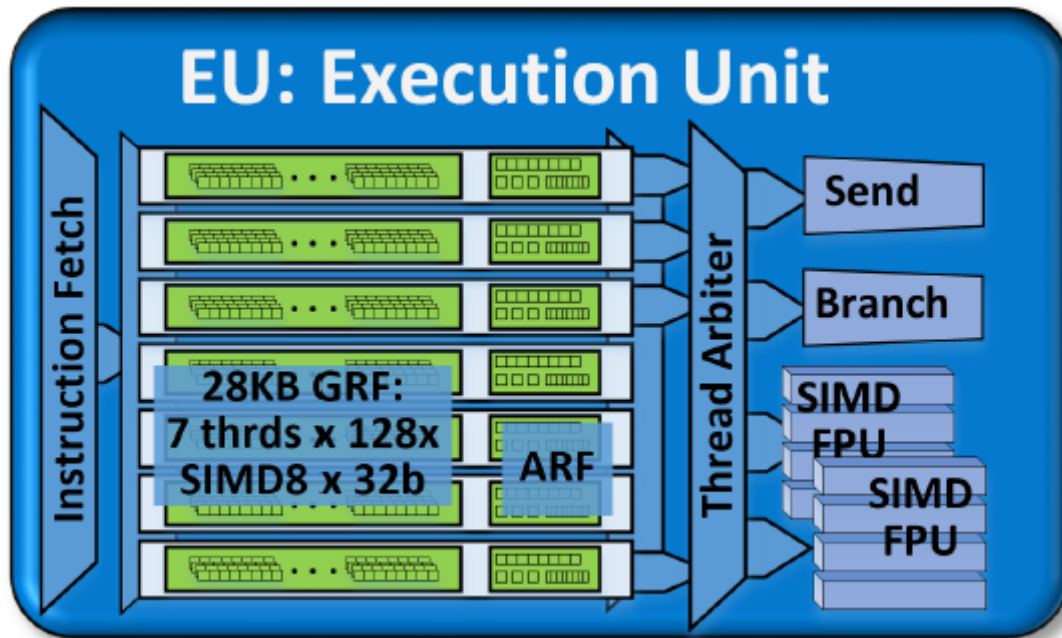 EU: Execution Unit
Instruction Fetch
28KB GRF:
7 thrds x 128x
SIMD8 x 32b
ARF
Thread Arbiter
Send
Branch
SIMD
FPU
SIMD
FPU